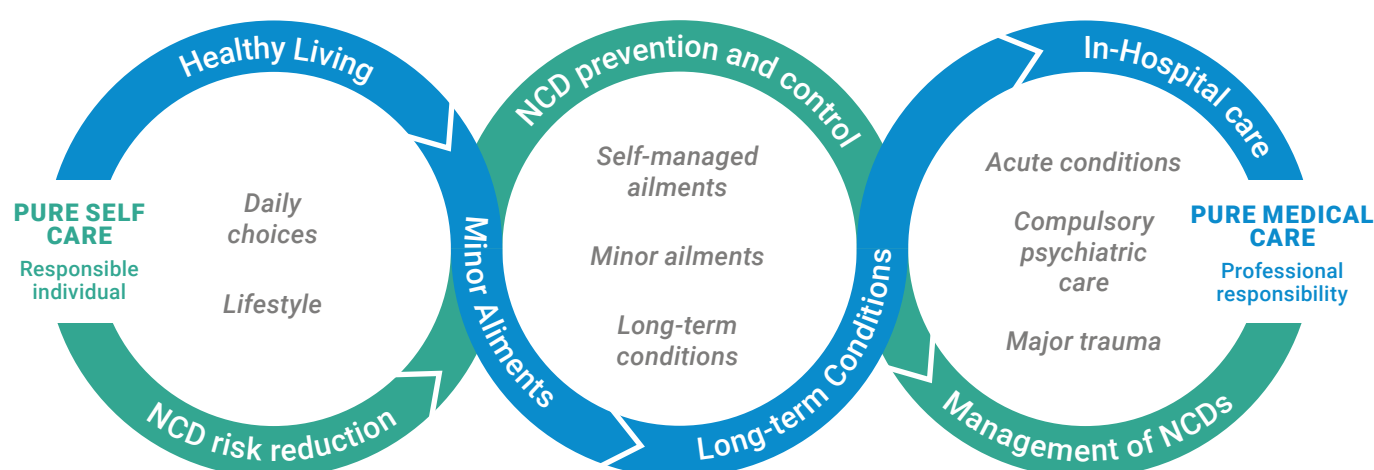 Healthy Living
PURE SELF
CARE
Responsible
individual
Daily
choices
Lifestyle
NCD risk reduction
Minor Aliments
NCD prevention and control
Self-managed
ailments
Minor ailments
Long-term
conditions
Long-term Conditions
In-Hospital care
Acute conditions
Compulsory
psychiatric
care
Major trauma
PURE MEDICAL
CARE
Professional
responsibility
Management of NCDs